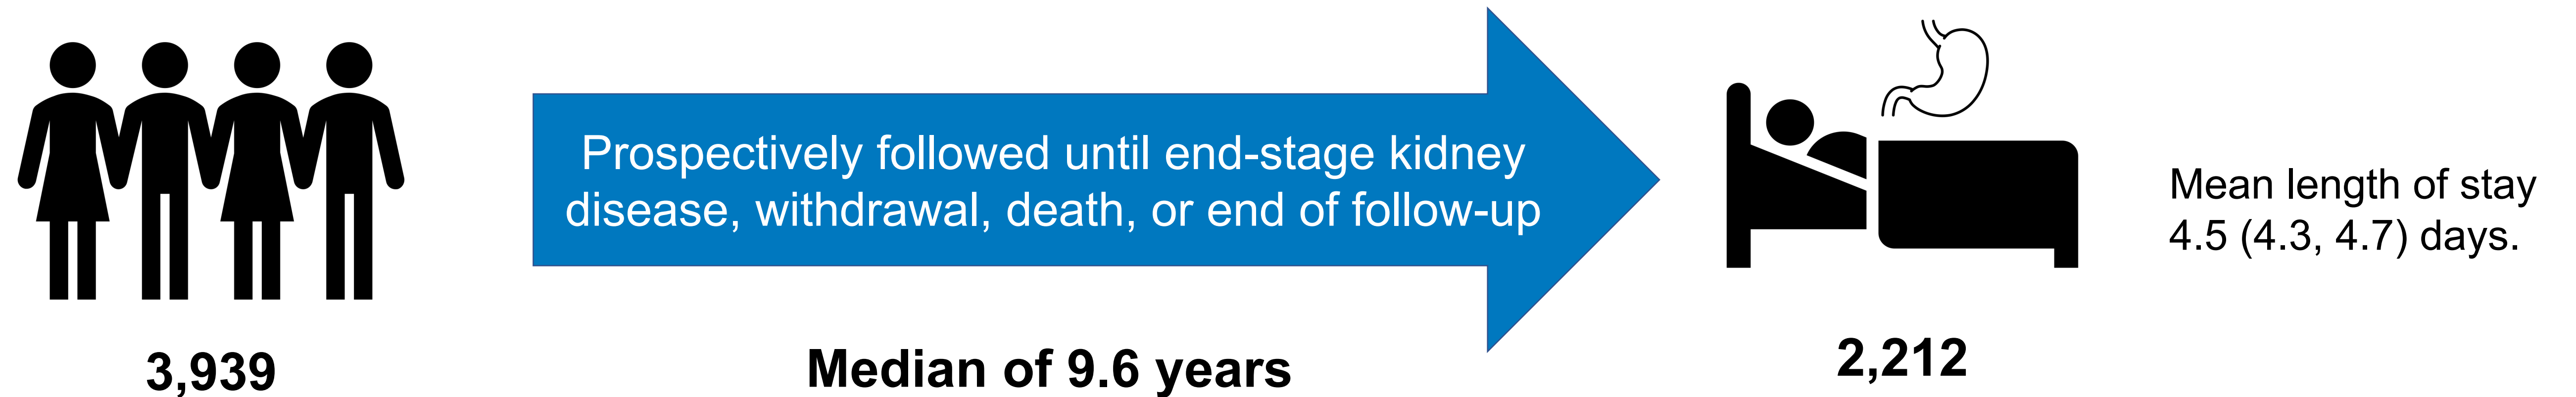 3,939
Prospectively followed until end-stage kidney
disease, withdrawal, death, or end of follow-up
Median of 9.6 years
2,212
Mean length of stay
4.5 (4.3, 4.7) days.